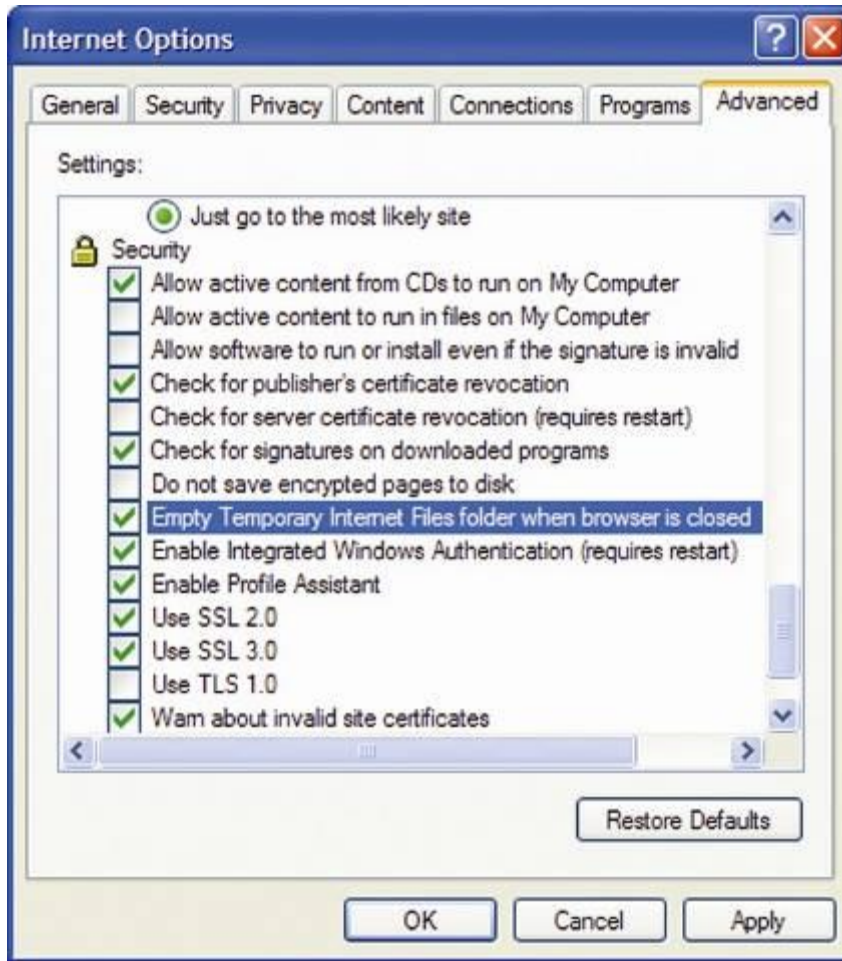 Internet Options
General Security Privacy Content Connections Programs Advanced
Settings:
Just go to the most likely site
Security
Allow active content from CDs to run on My Computer
Allow active content to run in files on My Computer
Allow software to run or install even if the signature is invalid
Check for publisher's certificate revocation
Check for server certificate revocation (requires restart)
Check for signatures on downloaded programs
Do not save encrypted pages to disk
Empty Temporary Internet Files folder when browser is closed
Enable Integrated Windows Authentication (requires restart)
Enable Profile Assistant
Use SSL 2.0
Use SSL 3.0
Use TLS 1.0
Warn about invalid site certificates
Restore Defaults
OK Cancel Apply